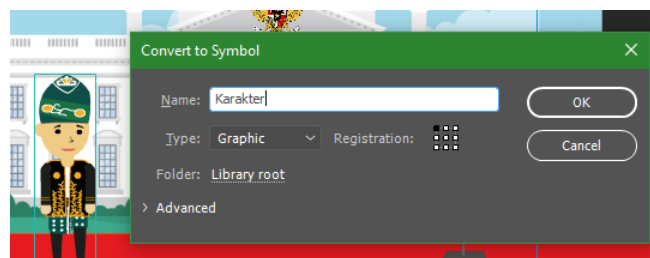 Convert to Symbol
Name: Karakter
OK
Type: Graphic Registration:
Cancel
Folder: Library root
Advanced